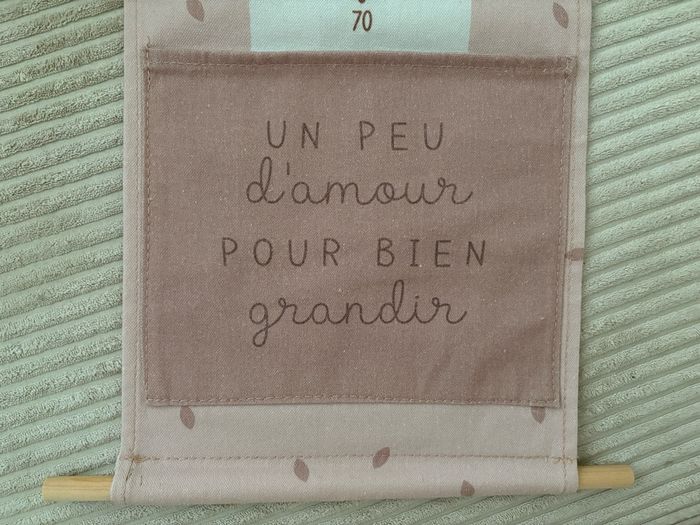 70
UN PEU
d'amour
POUR BIEN
grandir